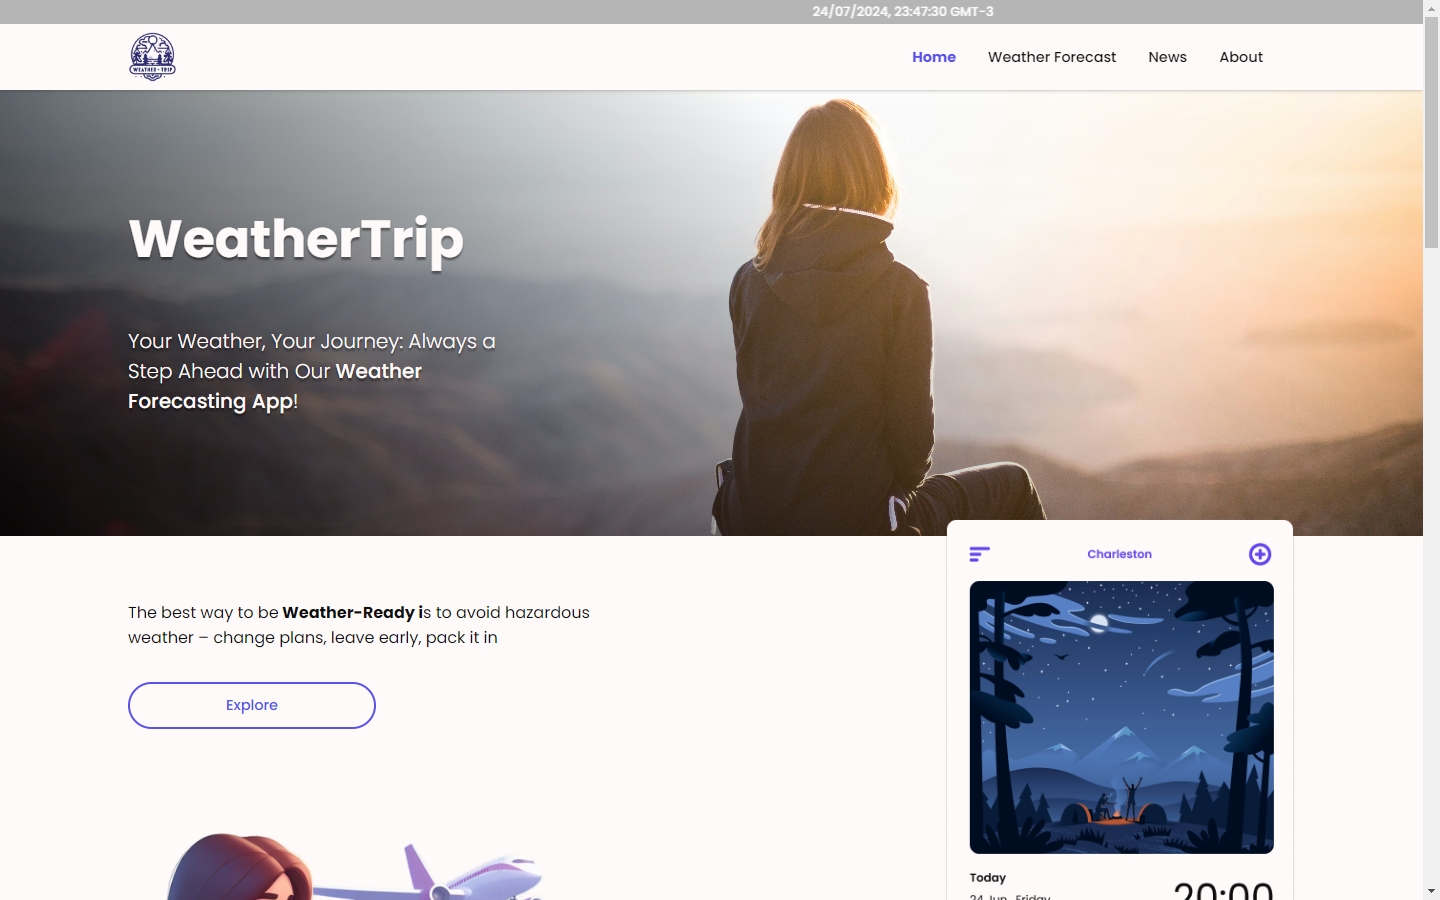 24/07/2024, 23:47:30 GMT-3
WEATHER · TRIP
Home
Weather Forecast
News
About
WeatherTrip
Your Weather, Your Journey: Always a
Step Ahead with Our Weather
Forecasting App!
The best way to be Weather-Ready is to avoid hazardous
weather – change plans, leave early, pack it in
Explore
Charleston
Today
24 Jun, Friday
20:00